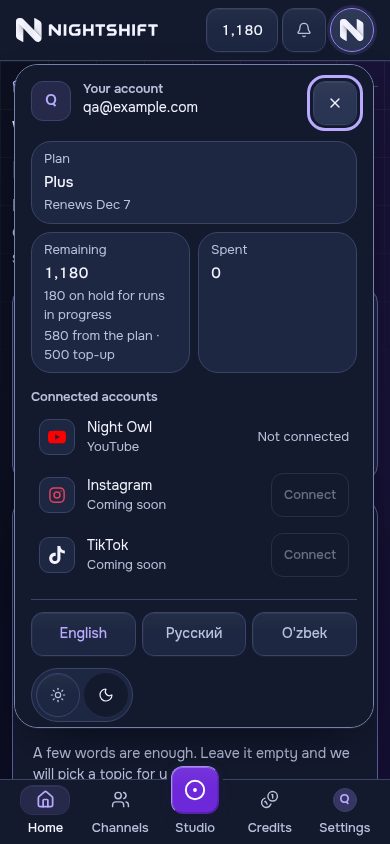 NIGHTSHIFT
1,180
Q
Your account
qa@example.com
Plan
Plus
Renews Dec 7
Remaining
1,180
180 on hold for runs
in progress
580 from the plan ·
500 top-up
Spent
0
Connected accounts
Night Owl
YouTube
Not connected
Instagram
Coming soon
Connect
TikTok
Coming soon
Connect
English
Русский
O'zbek
A few words are enough. Leave it empty and we
will pick a topic for u
Home
Channels
Studio
Credits
Q
Settings